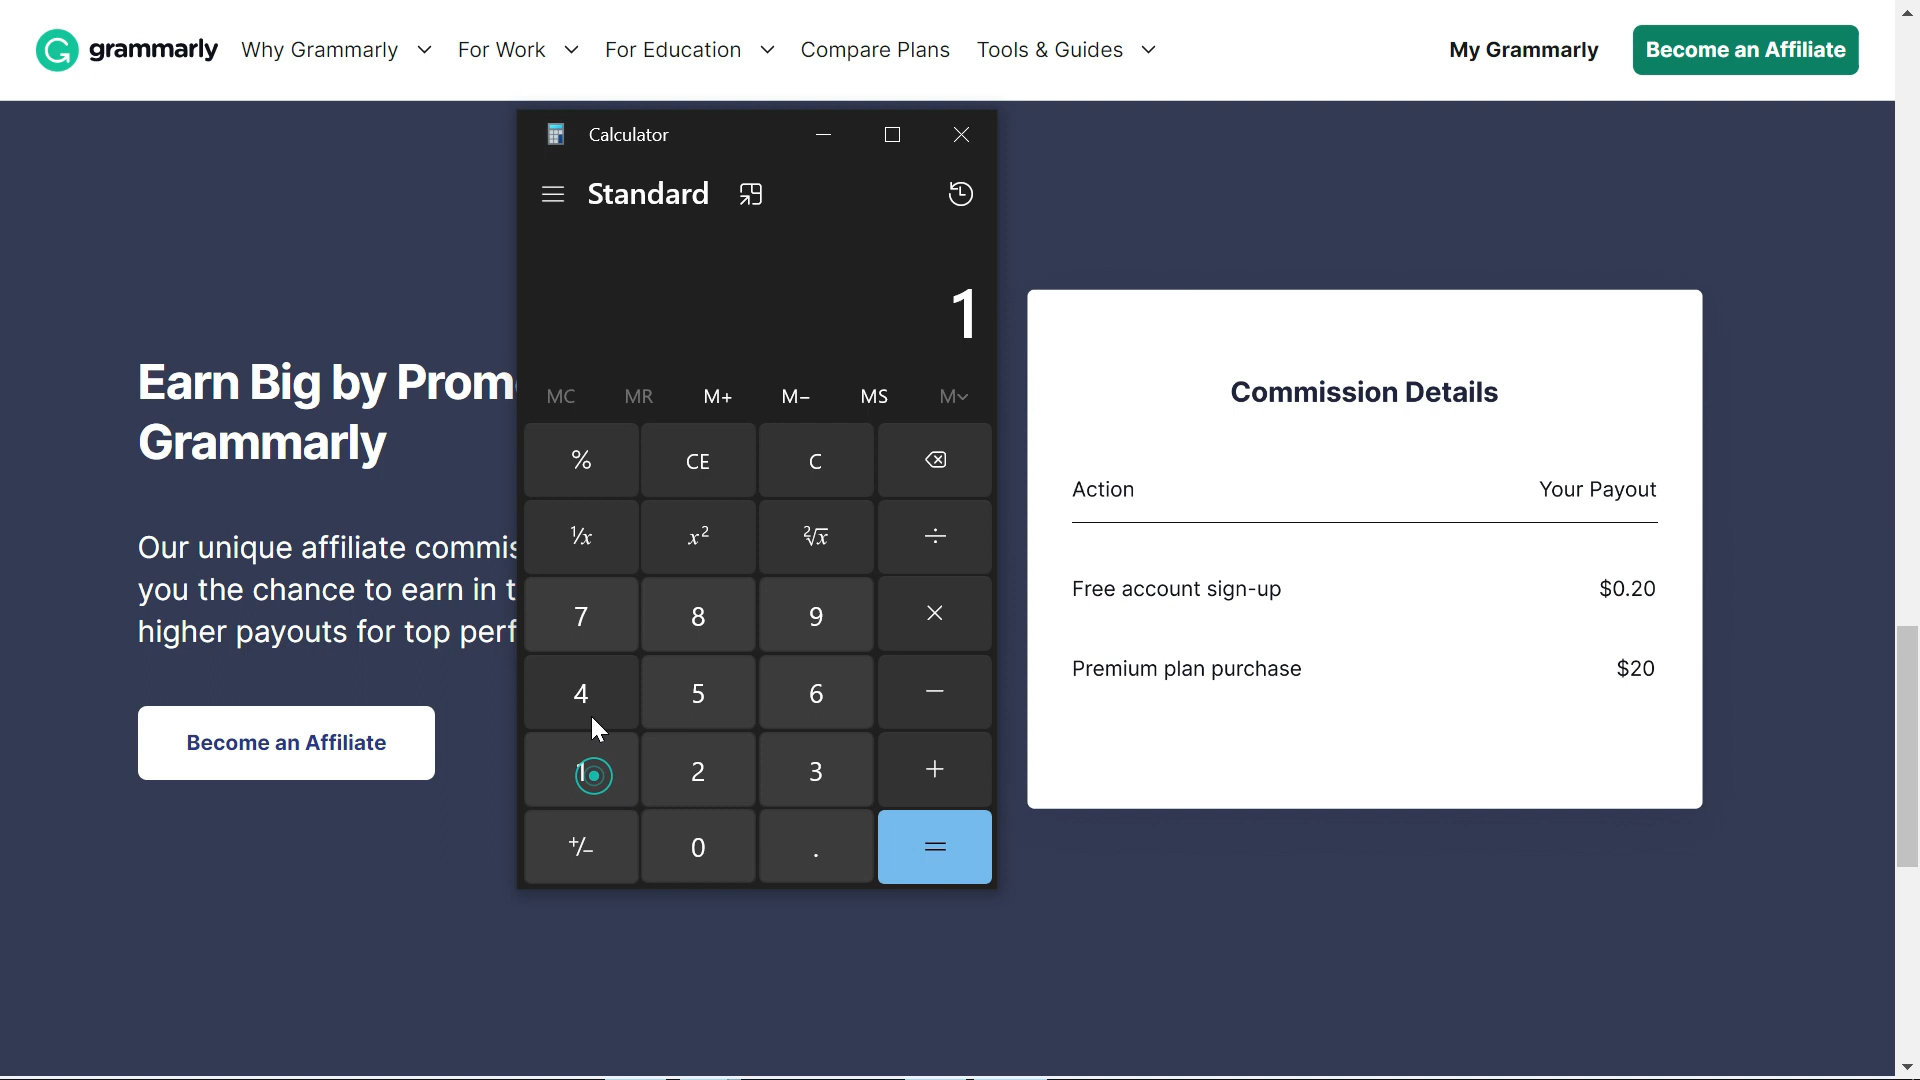 grammarly Why Grammarly For Work For Education Compare Plans Tools & Guides My Grammarly Become an Affiliate
Calculator
Standard
1
MC MR M+ M- MS M
% CE C
¹/x x² ²√x ÷
7 8 9 ×
4 5 6 −
1 2 3 +
+/- 0 . =
Earn Big by Prom
Grammarly
Our unique affiliate commis
you the chance to earn in t
higher payouts for top perf
Become an Affiliate
Commission Details
Action Your Payout
Free account sign-up $0.20
Premium plan purchase $20